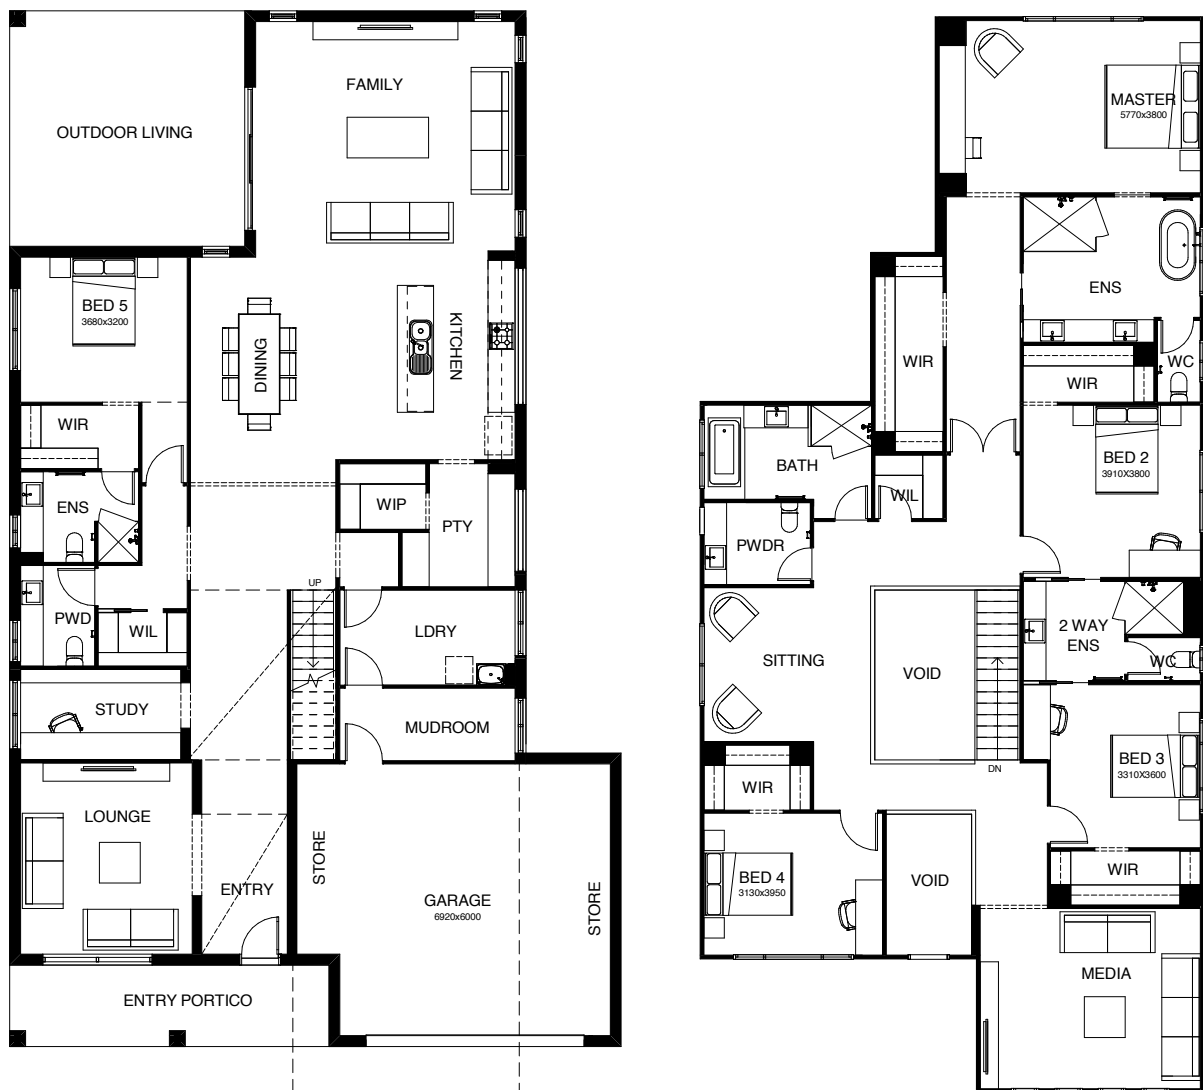 FAMILY
OUTDOOR LIVING
BED 5
3680x3200
DINING
KITCHEN
WIR
ENS
WIP
PTY
UP
PWD
WIL
LDRY
STUDY
MUDROOM
LOUNGE
ENTRY
STORE
GARAGE
6920x6000
STORE
ENTRY PORTICO
MASTER
5770x3800
ENS
WIR
WC
WIR
BED 2
3910X3800
BATH
WIL
PWDR
2 WAY
ENS
WC
SITTING
VOID
DN
BED 3
3310X3600
WIR
WIR
BED 4
3130x3950
VOID
MEDIA